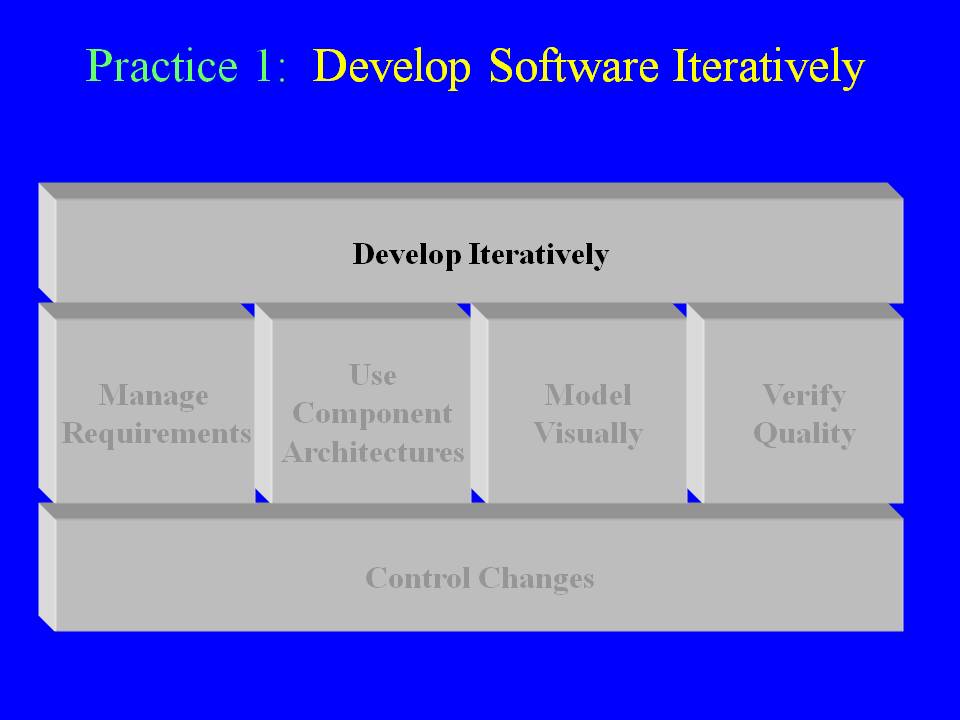 Practice 1: Develop Software Iteratively
Develop Iteratively
Manage
Requirements
Use
Component
Architectures
Model
Visually
Verify
Quality
Control Changes